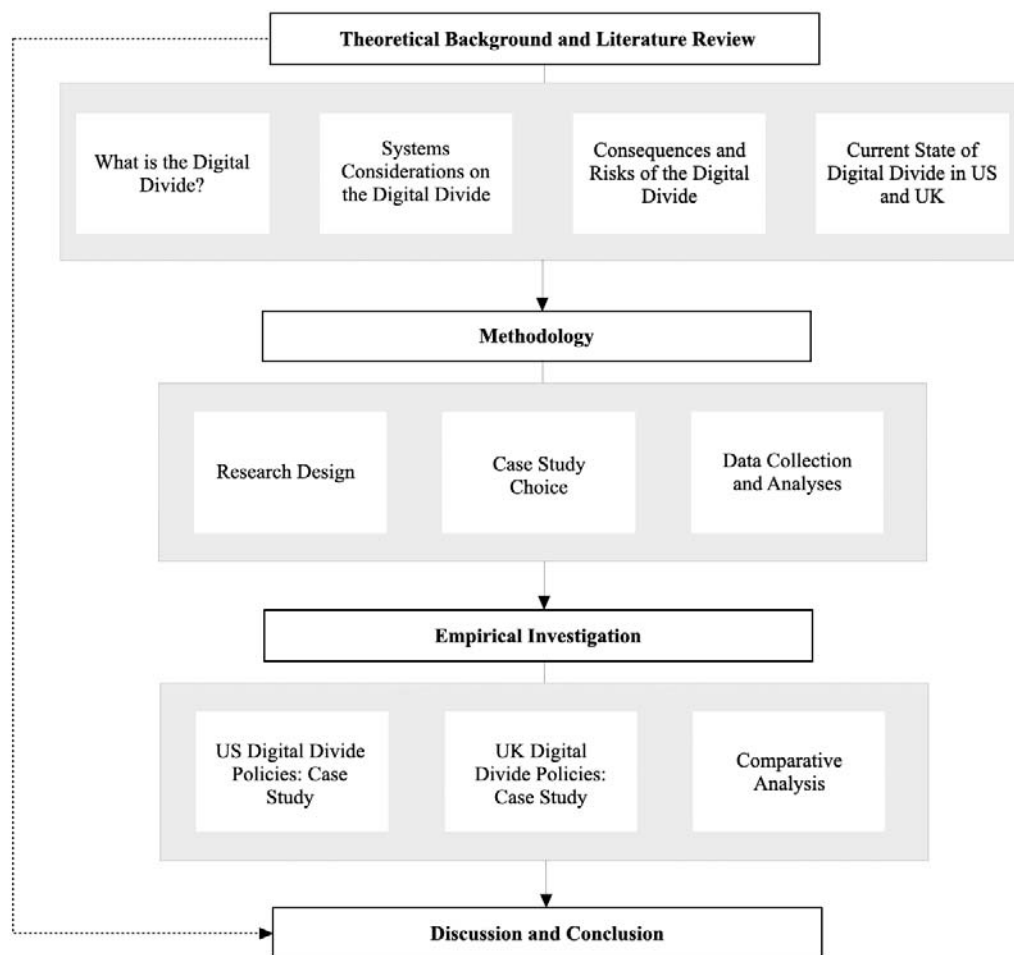 Theoretical Background and Literature Review
What is the Digital
Divide?
Systems
Considerations on
the Digital Divide
Consequences and
Risks of the Digital
Divide
Current State of
Digital Divide in US
and UK
Methodology
Research Design
Case Study
Choice
Data Collection
and Analyses
Empirical Investigation
US Digital Divide
Policies: Case
Study
UK Digital
Divide Policies:
Case Study
Comparative
Analysis
Discussion and Conclusion